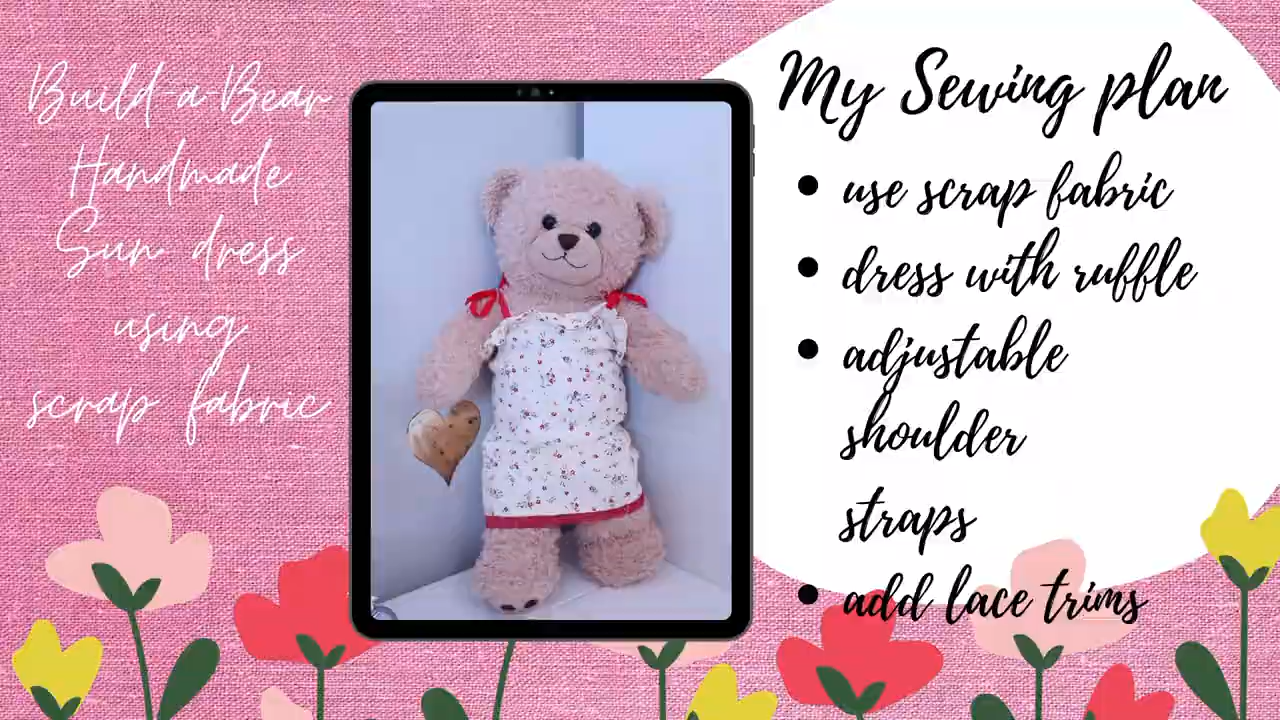 Build-a-Bear
Handmade
Sun dress
using
scrap fabric
My Sewing plan
• use scrap fabric
• dress with ruffle
• adjustable
shoulder
straps
• add lace trims